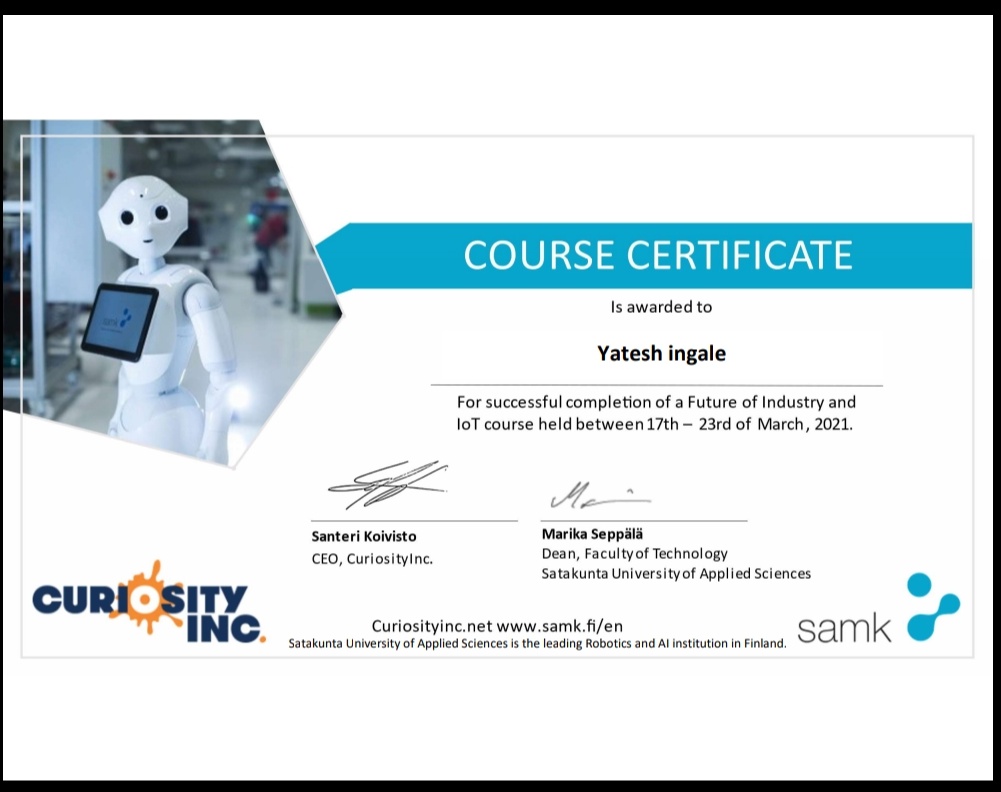 COURSE CERTIFICATE
Is awarded to
Yatesh ingale
For successful completion of a Future of Industry and
IoT course held between 17th – 23rd of March, 2021.
Santeri Koivisto
CEO, CuriosityInc.
Marika Seppälä
Dean, Faculty of Technology
Satakunta University of Applied Sciences
CURIOSITY
INC.
Curiosityinc.net www.samk.fi/en
Satakunta University of Applied Sciences is the leading Robotics and AI institution in Finland.
samk
samk